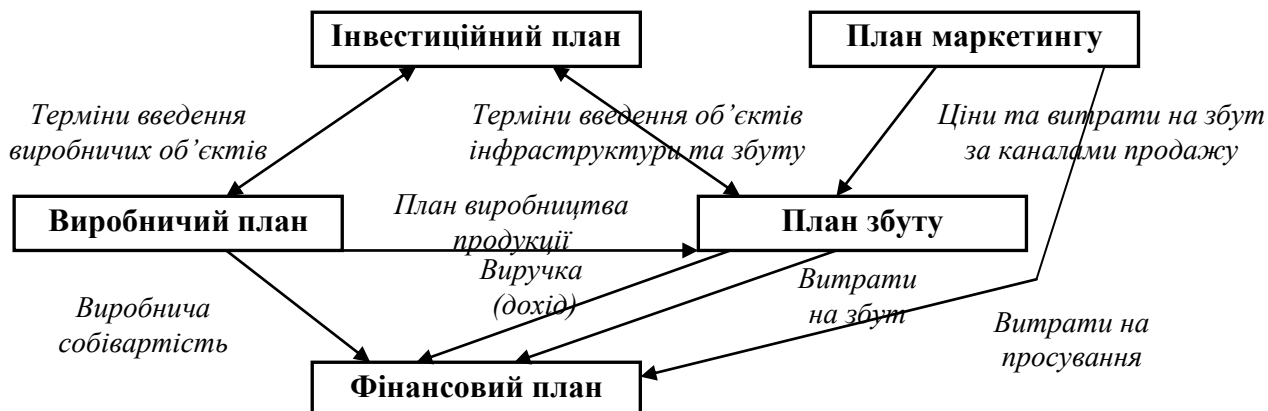 Інвестиційний план
План маркетингу
Терміни введення
виробничих об’єктів
Терміни введення об’єктів
інфраструктури та збуту
Ціни та витрати на збут
за каналами продажу
Виробничий план
План виробництва
продукції
План збуту
Виробнича
собівартість
Виручка
(дохід)
Витрати
на збут
Витрати на
просування
Фінансовий план